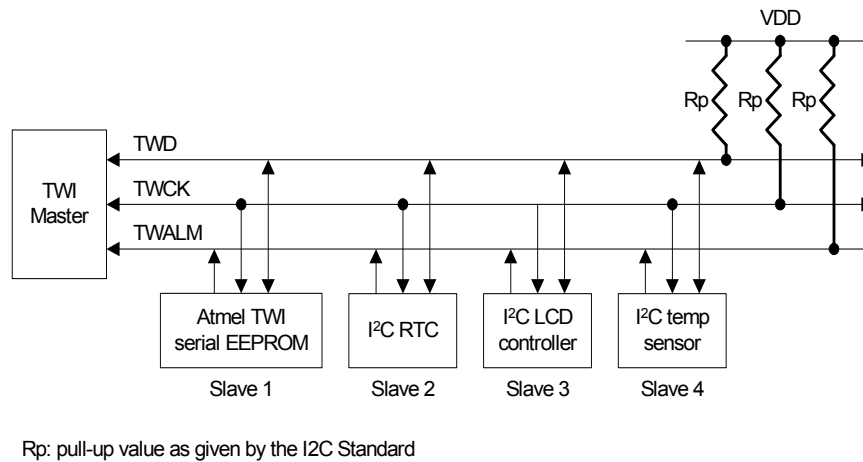 VDD
Rp Rp Rp
TWI
Master
TWD
TWCK
TWALM
Atmel TWI
serial EEPROM
Slave 1
I²C RTC
Slave 2
I²C LCD
controller
Slave 3
I²C temp
sensor
Slave 4
Rp: pull-up value as given by the I2C Standard